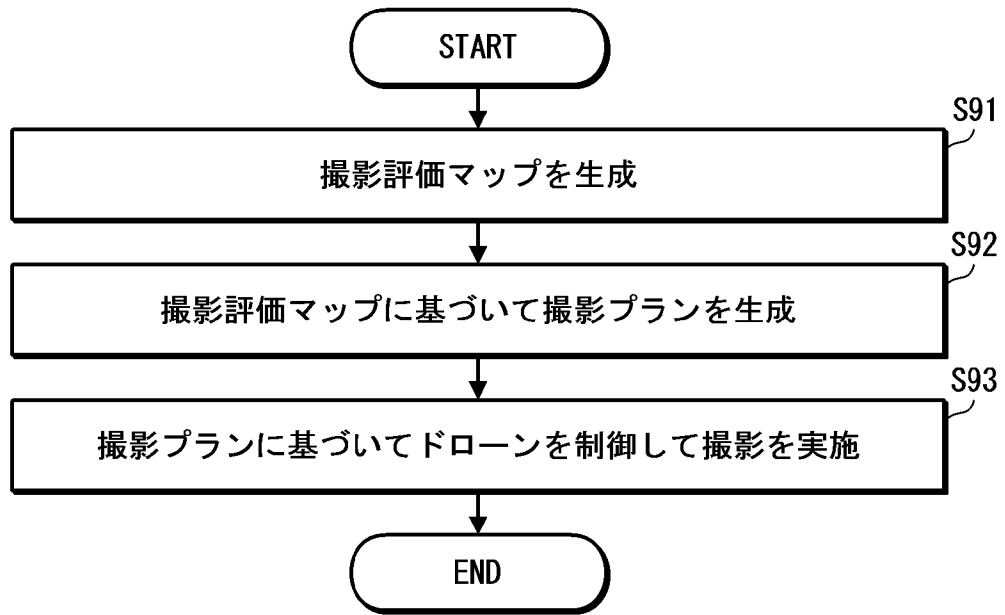 START
S91
撮影評価マップを生成
S92
撮影評価マップに基づいて撮影プランを生成
S93
撮影プランに基づいてドローンを制御して撮影を実施
END